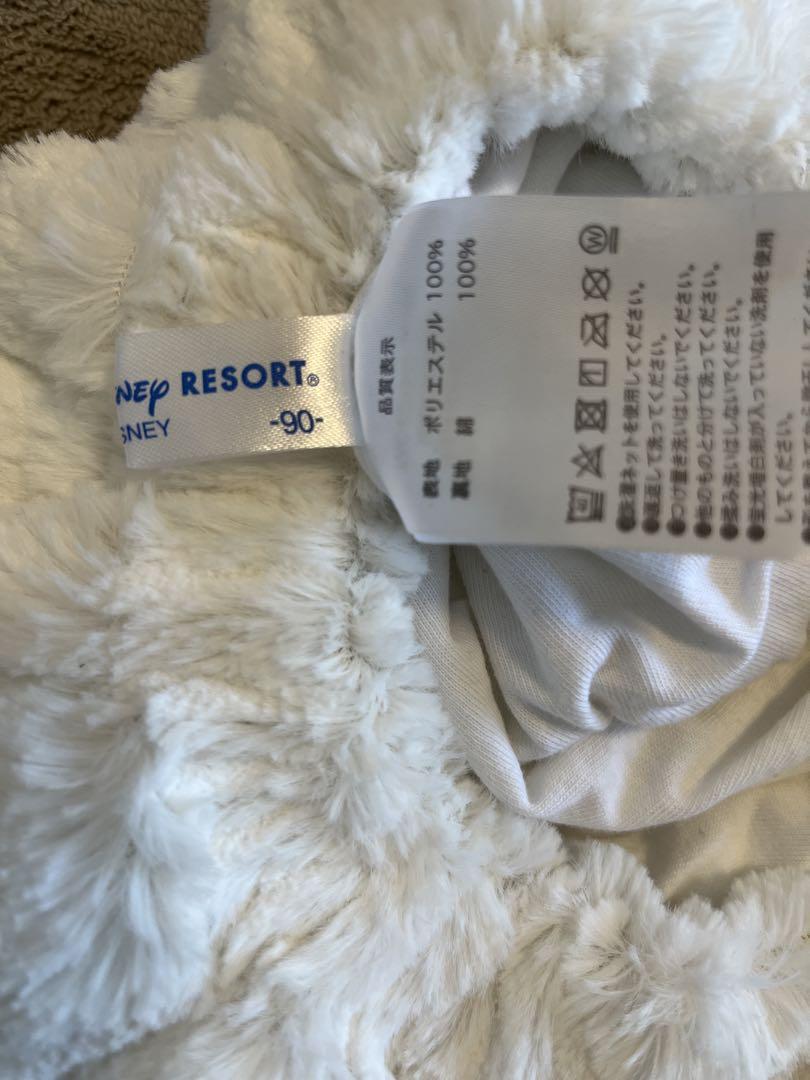 NEY RESORT®
SNEY -90-
品質表示
表地 ポリエステル 100%
裏地 綿 100%
●洗濯ネットを使用してください。
●裏返して洗ってください。
●つけ置き洗いはしないでください。
●他のものと分けて洗ってください。
●揉み洗いはしないでください。
●蛍光増白剤が入っていない洗剤を使用
してください。